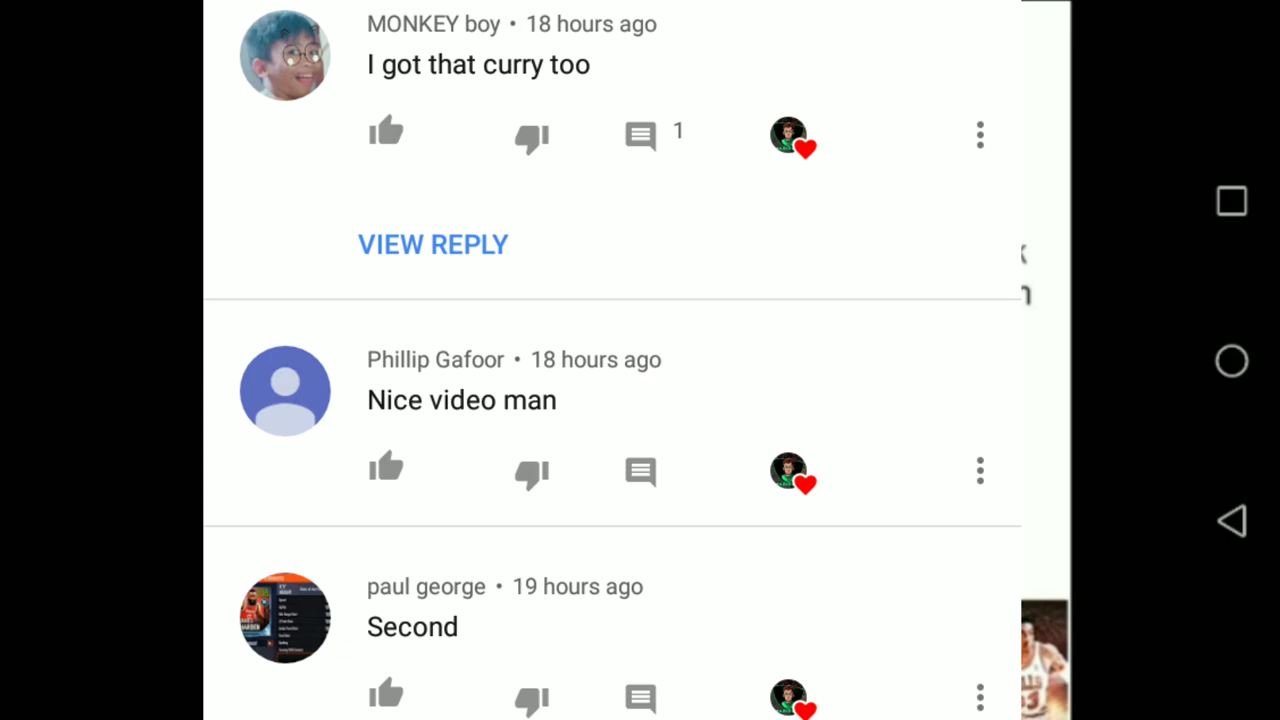 MONKEY boy • 18 hours ago
I got that curry too
1
VIEW REPLY
Phillip Gafoor • 18 hours ago
Nice video man
paul george • 19 hours ago
Second